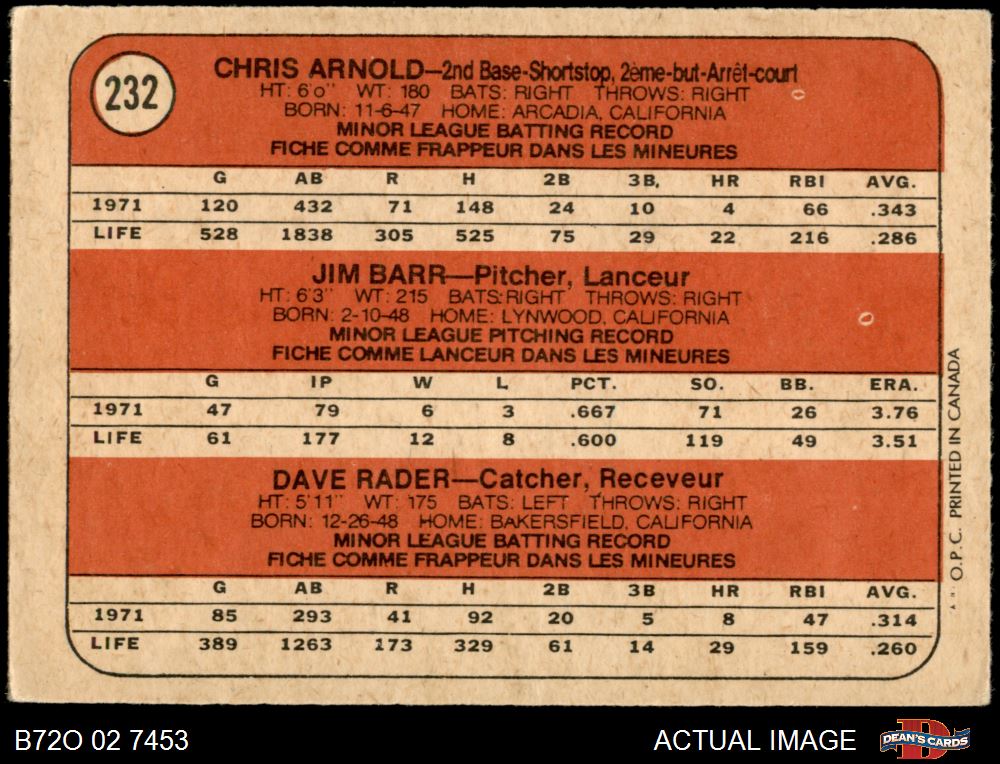 232
CHRIS ARNOLD—2nd Base-Shortstop, 2ème-but-Arrêt-court
HT: 6'0" WT: 180 BATS: RIGHT THROWS: RIGHT
BORN: 11-6-47 HOME: ARCADIA, CALIFORNIA
MINOR LEAGUE BATTING RECORD
FICHE COMME FRAPPEUR DANS LES MINEURES
G AB R H 2B 3B. HR RBI AVG.
1971 120 432 71 148 24 10 4 66 .343
LIFE 528 1838 305 525 75 29 22 216 .286
JIM BARR—Pitcher, Lanceur
HT: 6'3" WT: 215 BATS: RIGHT THROWS: RIGHT
BORN: 2-10-48 HOME: LYNWOOD, CALIFORNIA
MINOR LEAGUE PITCHING RECORD
FICHE COMME LANCEUR DANS LES MINEURES
G IP W L PCT. SO. BB. ERA.
1971 47 79 6 3 .667 71 26 3.76
LIFE 61 177 12 8 .600 119 49 3.51
DAVE RADER—Catcher, Receveur
HT: 5'11" WT: 175 BATS: LEFT THROWS: RIGHT
BORN: 12-26-48 HOME: BAKERSFIELD, CALIFORNIA
MINOR LEAGUE BATTING RECORD
FICHE COMME FRAPPEUR DANS LES MINEURES
G AB R H 2B 3B HR RBI AVG.
1971 85 293 41 92 20 5 8 47 .314
LIFE 389 1263 173 329 61 14 29 159 .260
O.P.C. PRINTED IN CANADA
B72O 02 7453
ACTUAL IMAGE
D
DEAN'S CARDS